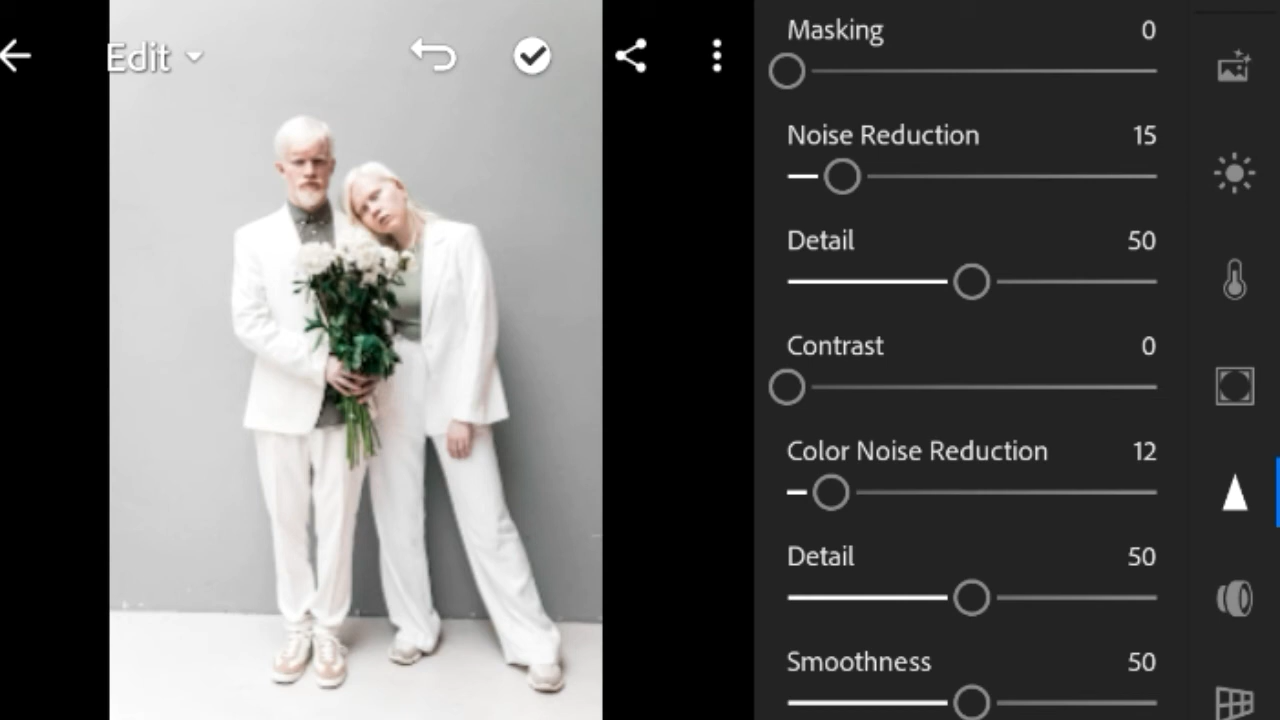 Edit
Masking 0
Noise Reduction 15
Detail 50
Contrast 0
Color Noise Reduction 12
Detail 50
Smoothness 50